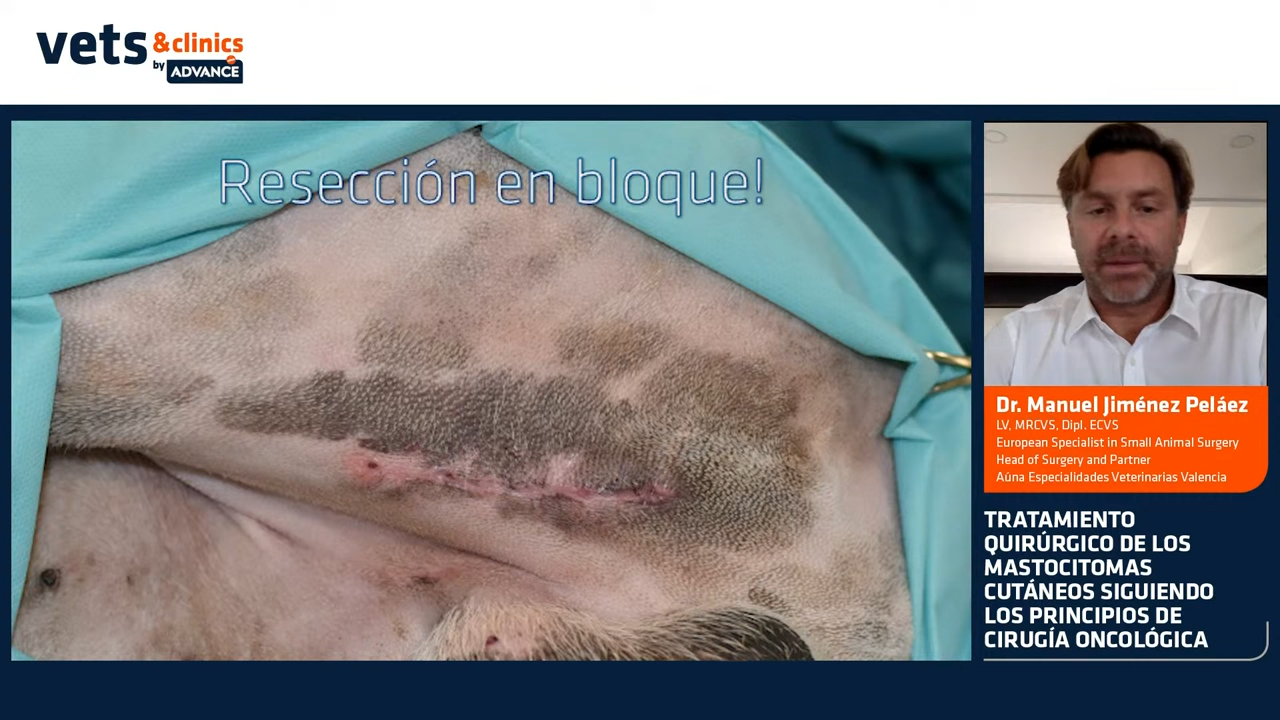 vets &clinics
by ADVANCE
Resección en bloque!
Dr. Manuel Jiménez Peláez
LV, MRCVS, Dipl. ECVS
European Specialist in Small Animal Surgery
Head of Surgery and Partner
Aúna Especialidades Veterinarias Valencia
TRATAMIENTO
QUIRÚRGICO DE LOS
MASTOCITOMAS
CUTÁNEOS SIGUIENDO
LOS PRINCIPIOS DE
CIRUGÍA ONCOLÓGICA